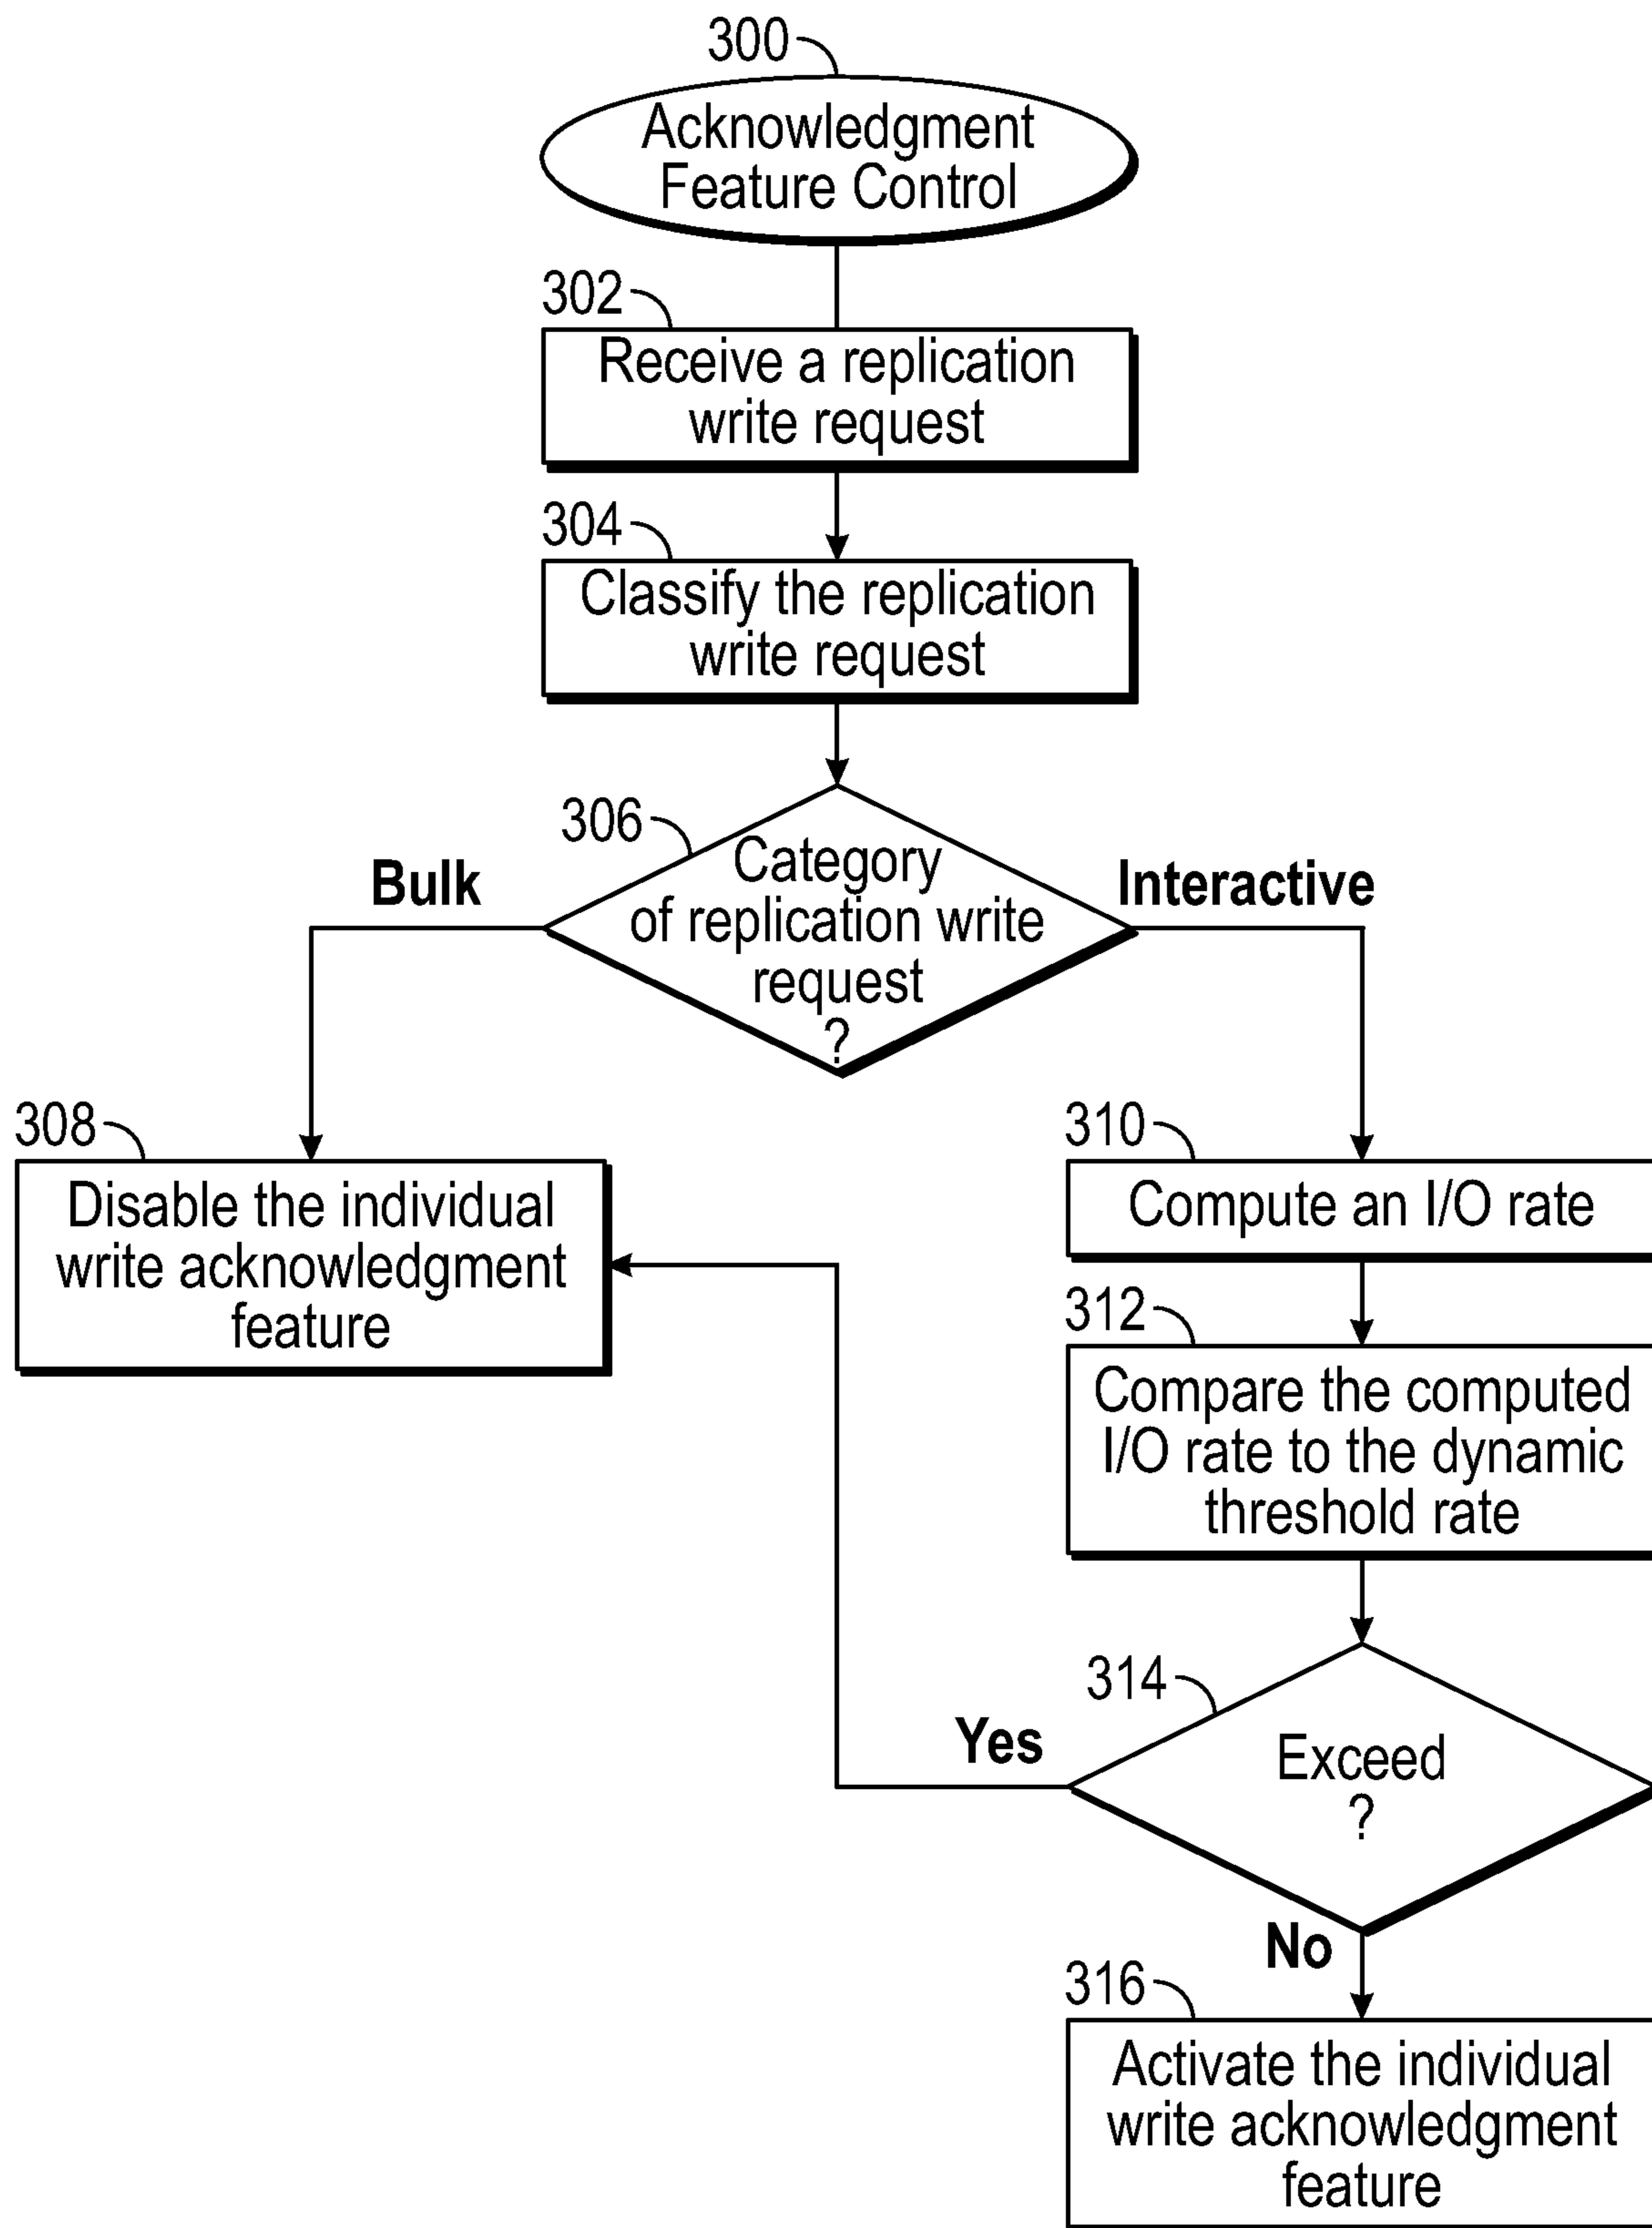 300
Acknowledgment
Feature Control
302
Receive a replication
write request
304
Classify the replication
write request
306
Category
of replication write
request
?
Bulk
Interactive
308
Disable the individual
write acknowledgment
feature
310
Compute an I/O rate
312
Compare the computed
I/O rate to the dynamic
threshold rate
314
Exceed
?
Yes
No
316
Activate the individual
write acknowledgment
feature